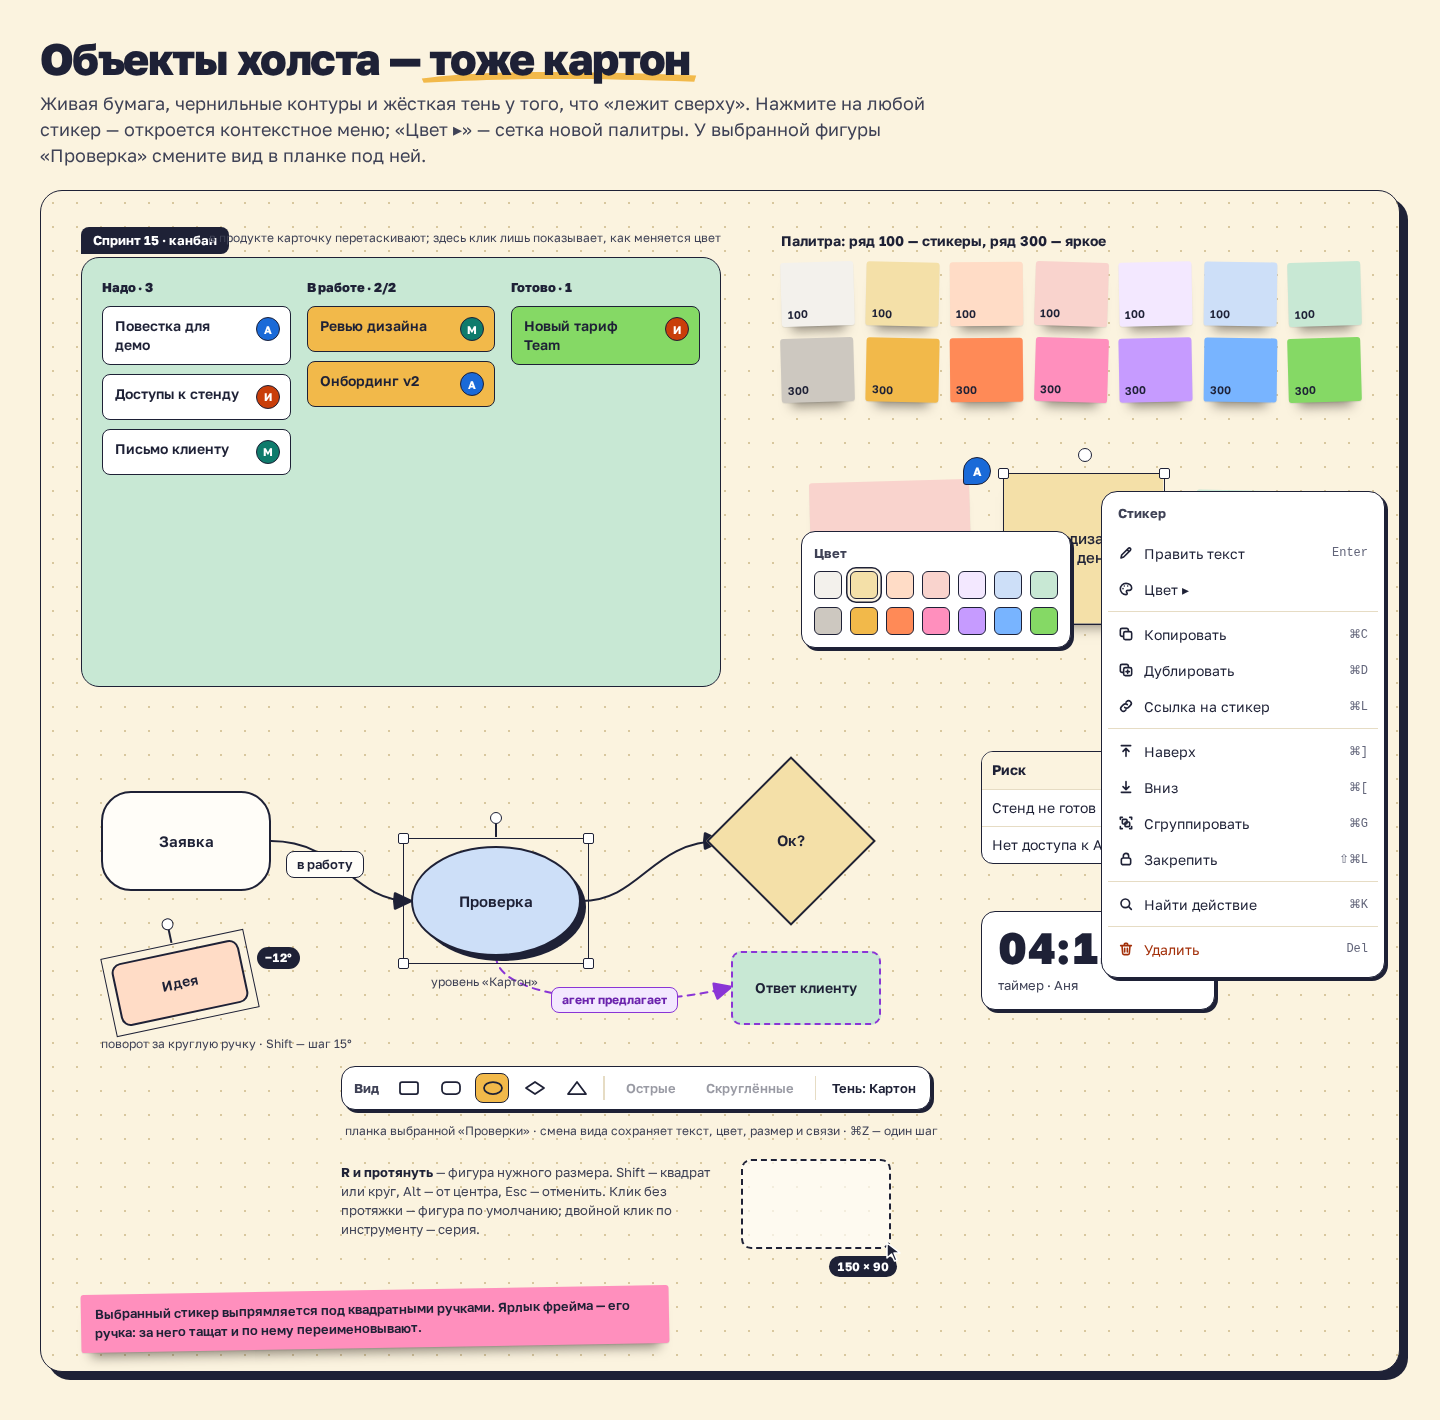 Объекты холста — тоже картон
Живая бумага, чернильные контуры и жёсткая тень у того, что «лежит сверху». Нажмите на любой
стикер — откроется контекстное меню; «Цвет ▸» — сетка новой палитры. У выбранной фигуры
«Проверка» смените вид в планке под ней.
Спринт 15 · канбан
продукте карточку перетаскивают; здесь клик лишь показывает, как меняется цвет
Надо · 3
В работе · 2/2
Готово · 1
Повестка для
демо
А
Ревью дизайна
М
Новый тариф
Team
И
Доступы к стенду
И
Онбординг v2
А
Письмо клиенту
М
Палитра: ряд 100 — стикеры, ряд 300 — яркое
100
100
100
100
100
100
100
300
300
300
300
300
300
300
А
Цвет
Стикер
Править текст
Enter
Цвет ▸
Копировать
⌘C
Дублировать
⌘D
Ссылка на стикер
⌘L
Наверх
⌘]
Вниз
⌘[
Сгруппировать
⌘G
Закрепить
⇧⌘L
Найти действие
⌘K
Удалить
Del
Заявка
в работу
Проверка
Ок?
Риск
Стенд не готов
Нет доступа к
Идея
−12°
уровень «Картон»
агент предлагает
Ответ клиенту
04:1
таймер · Аня
поворот за круглую ручку · Shift — шаг 15°
Вид
Острые
Скруглённые
Тень: Картон
планка выбранной «Проверки» · смена вида сохраняет текст, цвет, размер и связи · ⌘Z — один шаг
R и протянуть — фигура нужного размера. Shift — квадрат
или круг, Alt — от центра, Esc — отменить. Клик без
протяжки — фигура по умолчанию; двойной клик по
инструменту — серия.
150 × 90
Выбранный стикер выпрямляется под квадратными ручками. Ярлык фрейма — его
ручка: за него тащат и по нему переименовывают.